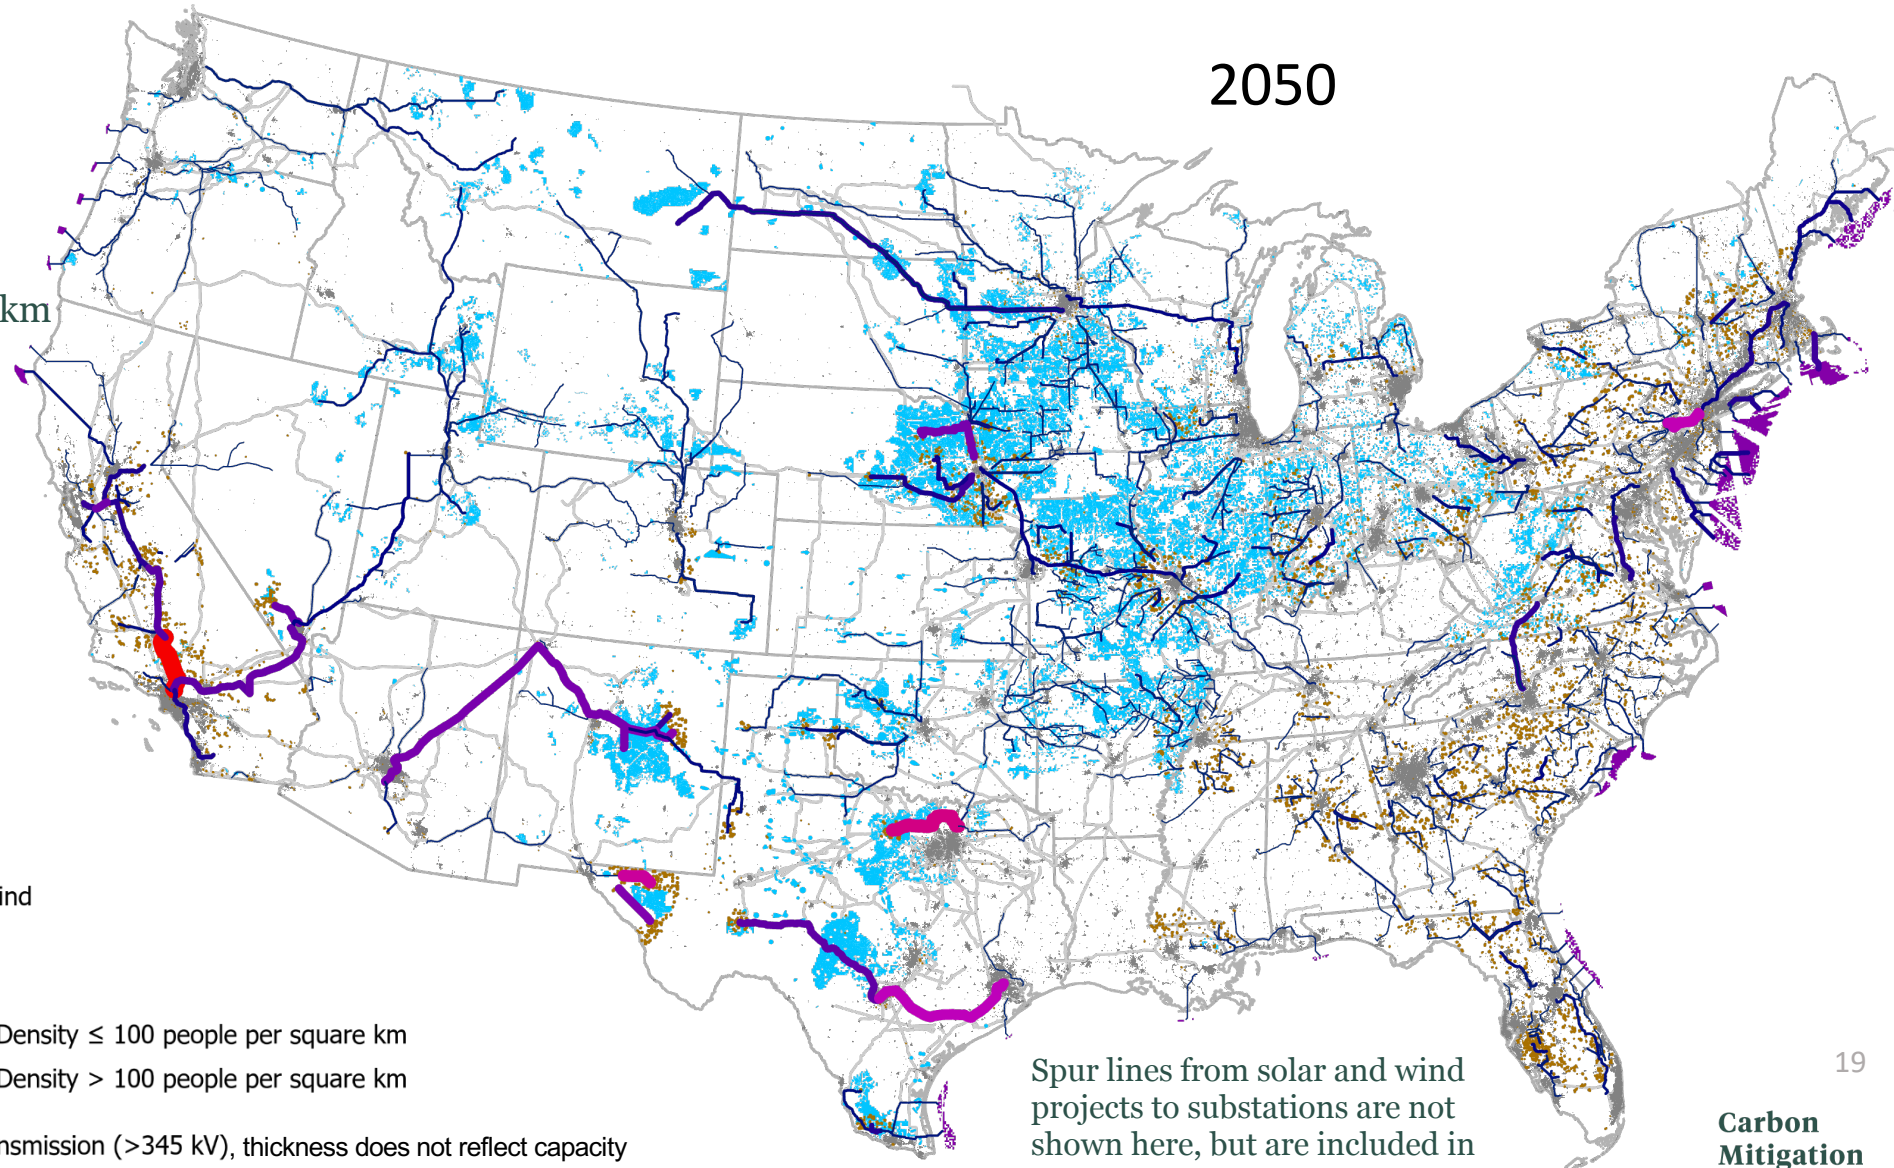 2050
km
ind
Density ≤ 100 people per square km
Density > 100 people per square km
nsmission (>345 kV), thickness does not reflect capacity
Spur lines from solar and wind
projects to substations are not
shown here, but are included in
19
Carbon
Mitigation